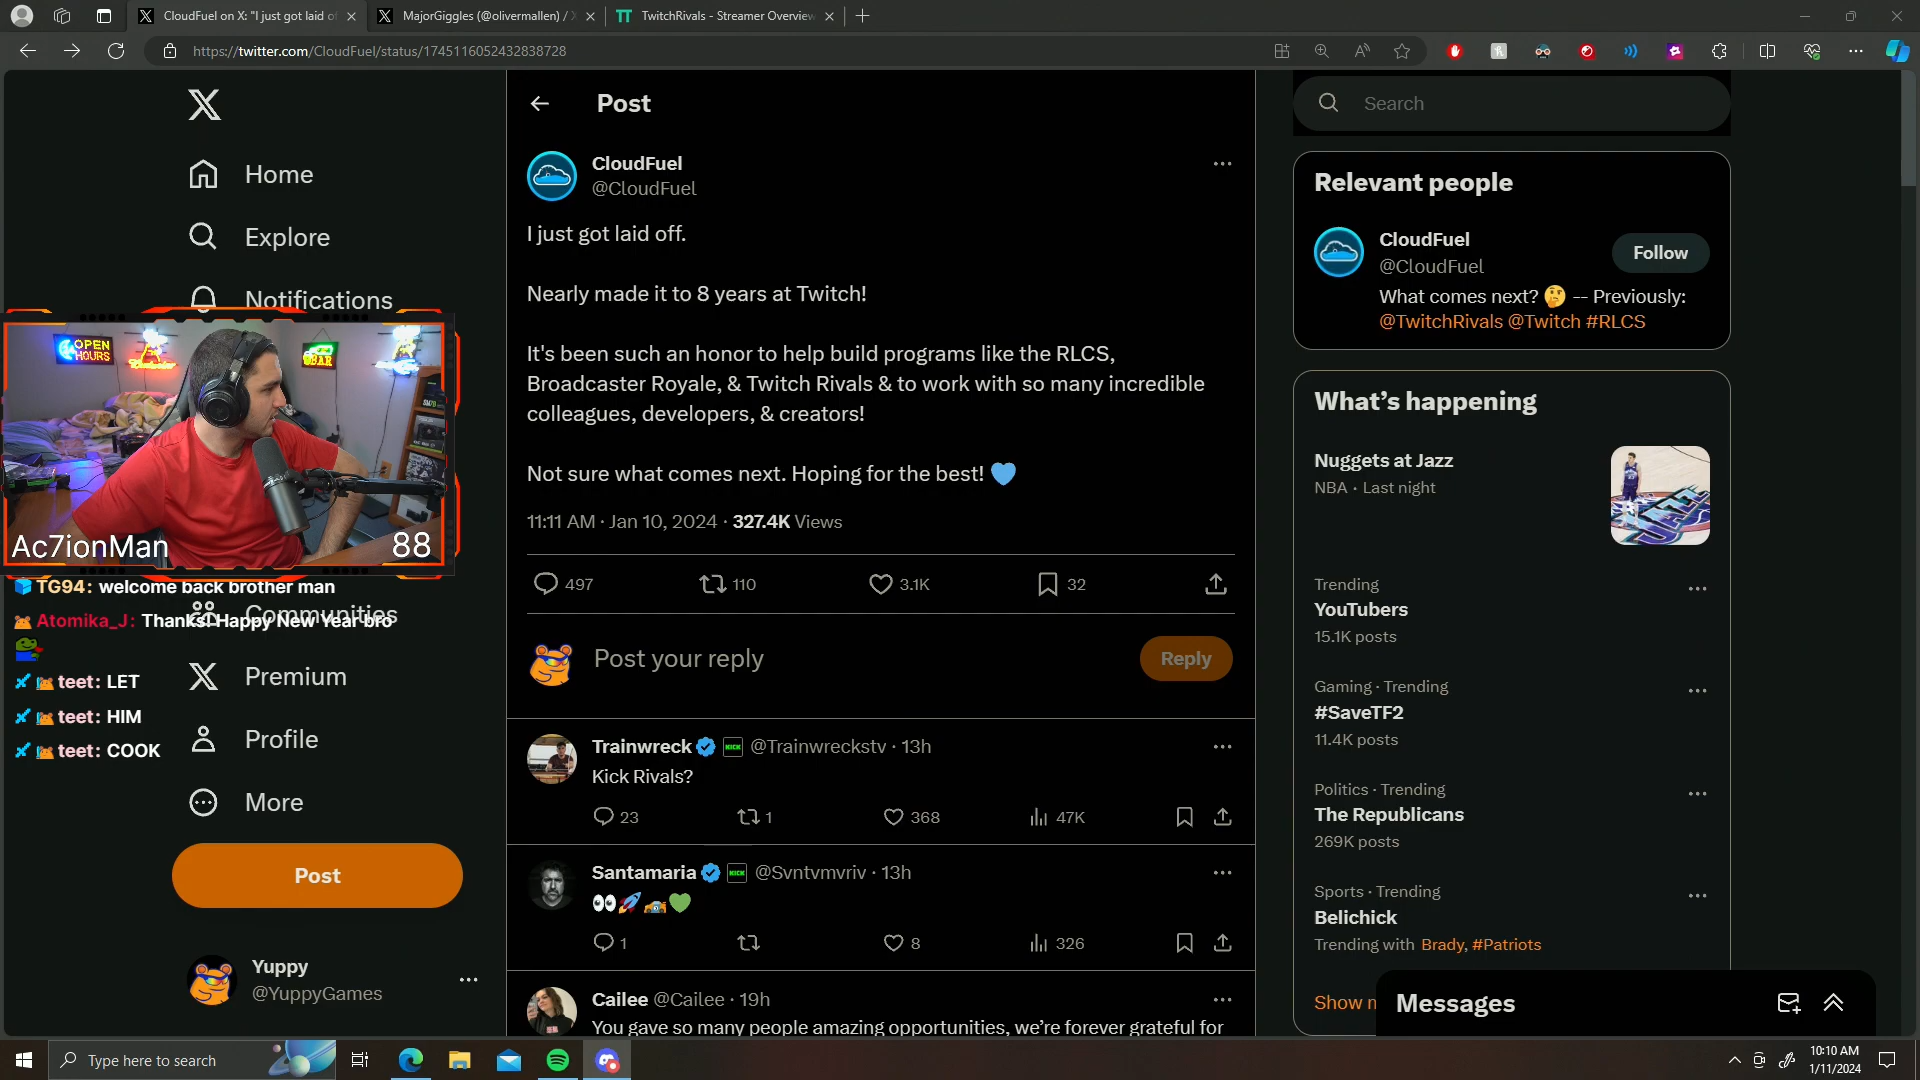 CloudFuel on X: "I just got laid o
MajorGiggles (@olivermallen) /
TwitchRivals - Streamer Overview
https://twitter.com/CloudFuel/status/1745116052432838728
Home
Explore
Notifications
Communities
Premium
Profile
More
Post
Yuppy
@YuppyGames
OPEN
HOURS
BAR
Ac7ionMan
88
TG94: welcome back brother man
Atomika_J: Thanks! Happy New Year bro
teet: LET
teet: HIM
teet: COOK
Post
CloudFuel
@CloudFuel
I just got laid off.
Nearly made it to 8 years at Twitch!
It's been such an honor to help build programs like the RLCS,
Broadcaster Royale, & Twitch Rivals & to work with so many incredible
colleagues, developers, & creators!
Not sure what comes next. Hoping for the best! 🩵
11:11 AM · Jan 10, 2024 · 327.4K Views
497 110 3.1K 32
Post your reply
Reply
Trainwreck KICK @Trainwreckstv · 13h
Kick Rivals?
23 1 368 47K
Santamaria KICK @Svntvmvriv · 13h
👀🚀🚓💚
1 8 326
Cailee @Cailee · 19h
You gave so many people amazing opportunities, we're forever grateful for
Search
Relevant people
CloudFuel
@CloudFuel
Follow
What comes next? 🤔 -- Previously:
@TwitchRivals @Twitch #RLCS
What's happening
Nuggets at Jazz
NBA · Last night
Trending
YouTubers
15.1K posts
Gaming · Trending
#SaveTF2
11.4K posts
Politics · Trending
The Republicans
269K posts
Sports · Trending
Belichick
Trending with Brady, #Patriots
Show
Messages
Type here to search
10:10 AM
1/11/2024